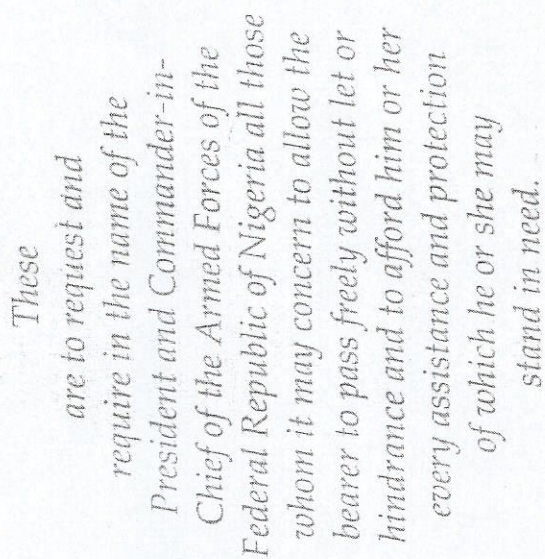 These
are to request and
require in the name of the
President and Commander-in-
Chief of the Armed Forces of the
Federal Republic of Nigeria all those
whom it may concern to allow the
bearer to pass freely without let or
hindrance and to afford him or her
every assistance and protection
of which he or she may
stand in need.